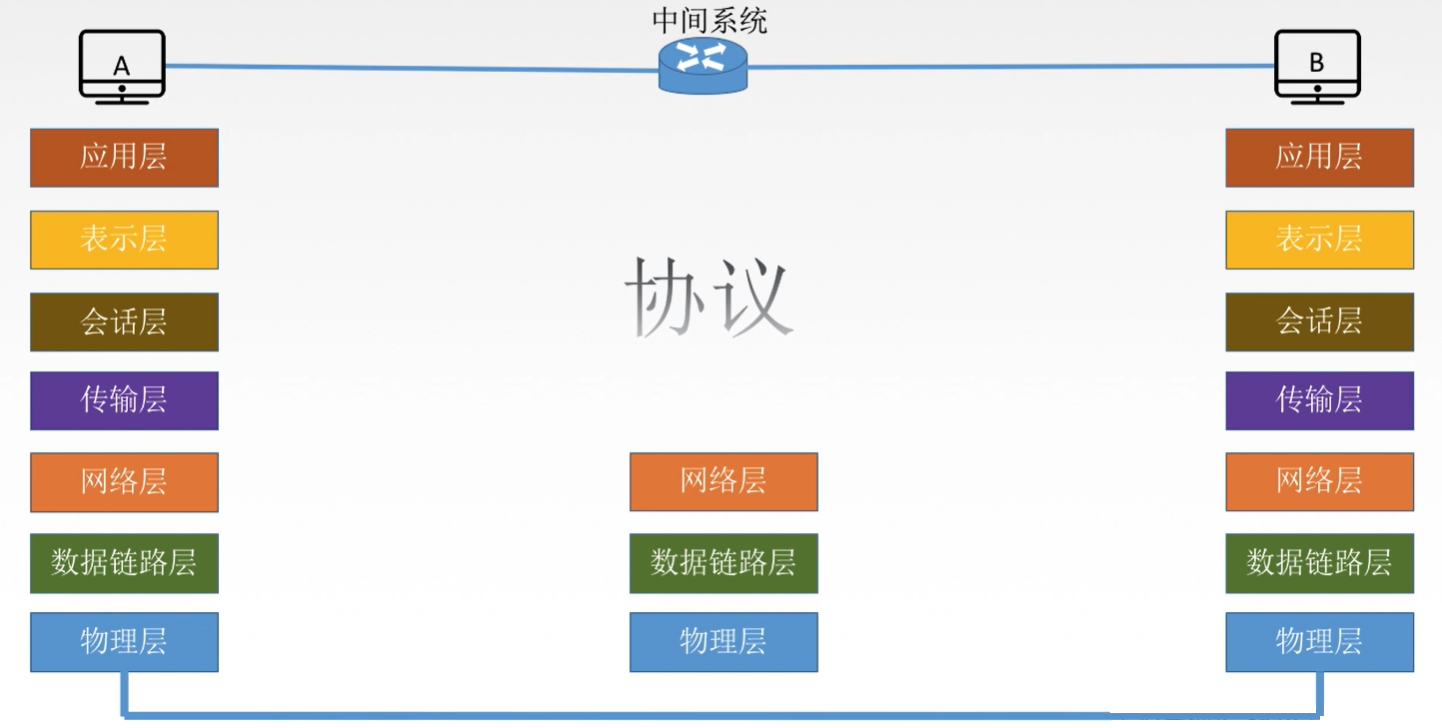 中间系统
A
B
应用层
应用层
表示层
表示层
会话层
协议
会话层
传输层
传输层
网络层
网络层
网络层
数据链路层
数据链路层
数据链路层
物理层
物理层
物理层